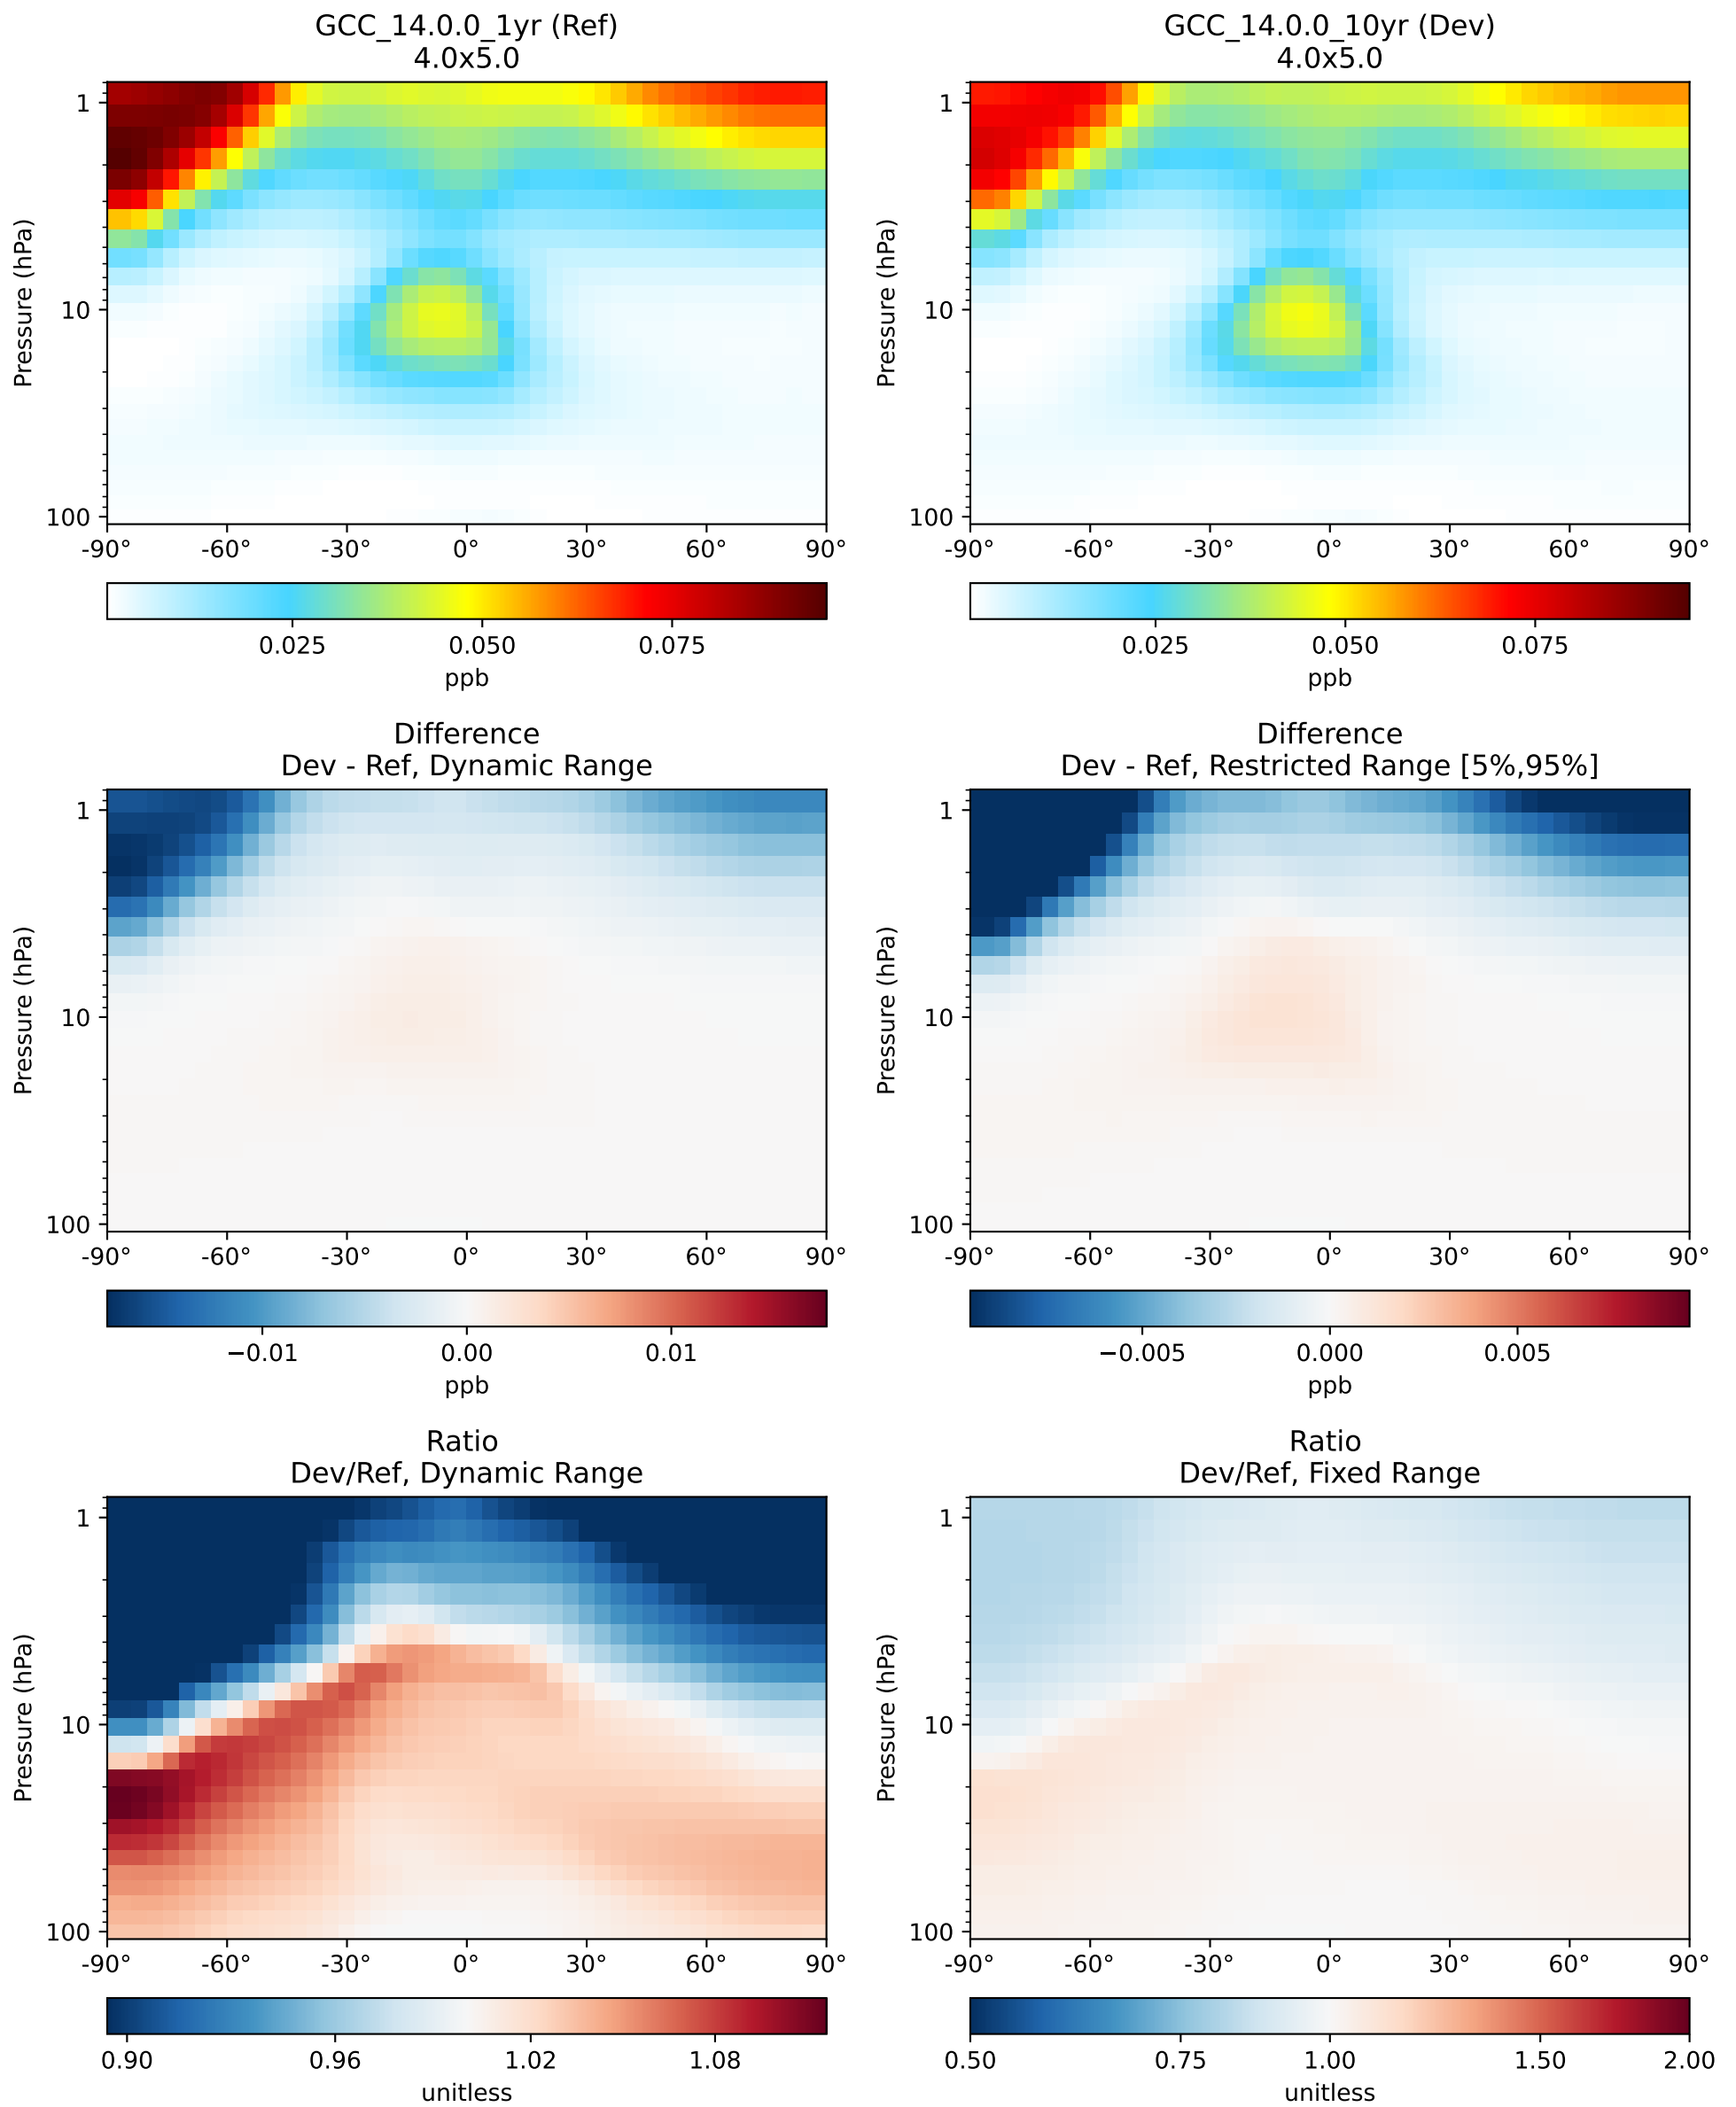 GCC_14.0.0_1yr (Ref)
4.0x5.0
Pressure (hPa)
1
10
100
-90° -60° -30° 0° 30° 60° 90°
0.025 0.050 0.075
ppb
GCC_14.0.0_10yr (Dev)
4.0x5.0
Pressure (hPa)
1
10
100
-90° -60° -30° 0° 30° 60° 90°
0.025 0.050 0.075
ppb
Difference
Dev - Ref, Dynamic Range
Pressure (hPa)
1
10
100
-90° -60° -30° 0° 30° 60° 90°
−0.01 0.00 0.01
ppb
Difference
Dev - Ref, Restricted Range [5%,95%]
Pressure (hPa)
1
10
100
-90° -60° -30° 0° 30° 60° 90°
−0.005 0.000 0.005
ppb
Ratio
Dev/Ref, Dynamic Range
Pressure (hPa)
1
10
100
-90° -60° -30° 0° 30° 60° 90°
0.90 0.96 1.02 1.08
unitless
Ratio
Dev/Ref, Fixed Range
Pressure (hPa)
1
10
100
-90° -60° -30° 0° 30° 60° 90°
0.50 0.75 1.00 1.50 2.00
unitless